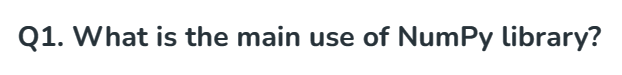 Q1. What is the main use of NumPy library?